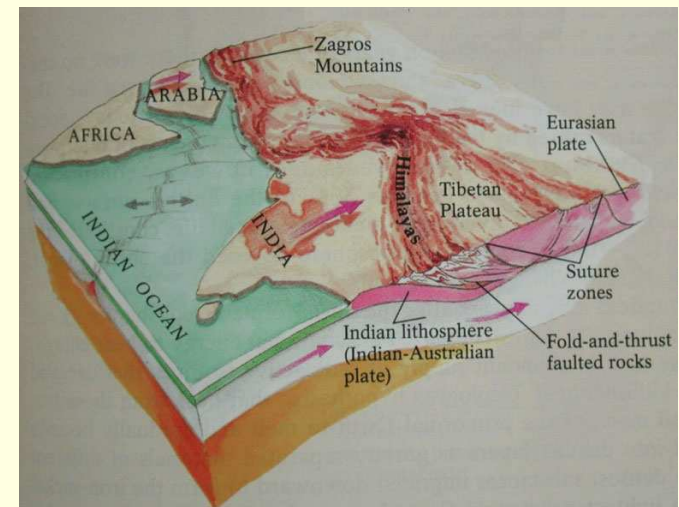 Zagros
Mountains
ARABIA
AFRICA
Eurasian
plate
Himalayas
Tibetan
Plateau
INDIA
INDIAN OCEAN
Suture
zones
Indian lithosphere
(Indian-Australian
plate)
Fold-and-thrust
faulted rocks